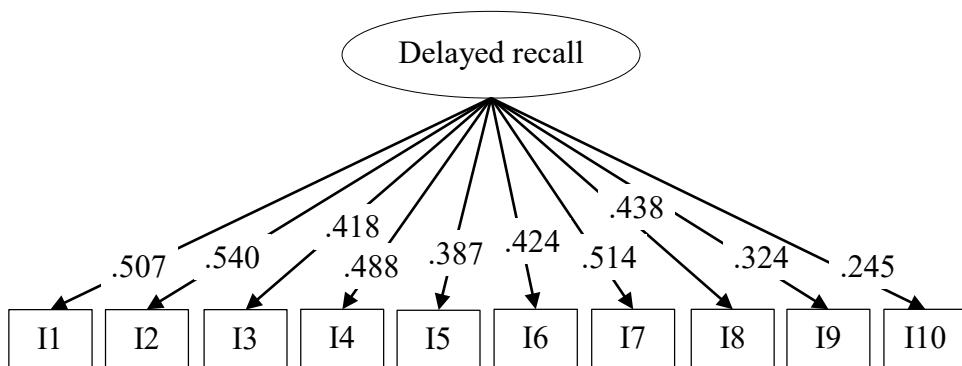 Delayed recall
.507
.540
.418
.488
.387
.424
.514
.438
.324
.245
I1
I2
I3
I4
I5
I6
I7
I8
I9
I10